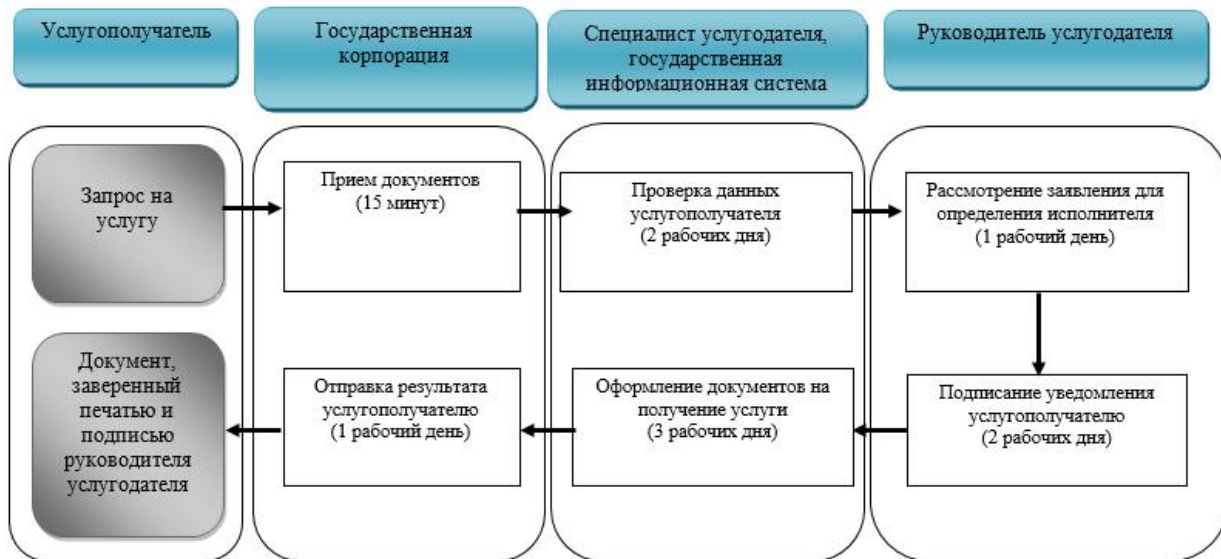 Услугополучатель
Государственная
корпорация
Специалист услугодателя,
государственная
информационная система
Руководитель услугодателя
Запрос на
услугу
Прием документов
(15 минут)
Проверка данных
услугополучателя
(2 рабочих дня)
Рассмотрение заявления для
определения исполнителя
(1 рабочий день)
Документ,
заверенный
печатью и
подписью
руководителя
услугодателя
Отправка результата
услугополучателю
(1 рабочий день)
Оформление документов на
получение услуги
(3 рабочих дня)
Подписание уведомления
услугополучателю
(2 рабочих дня)